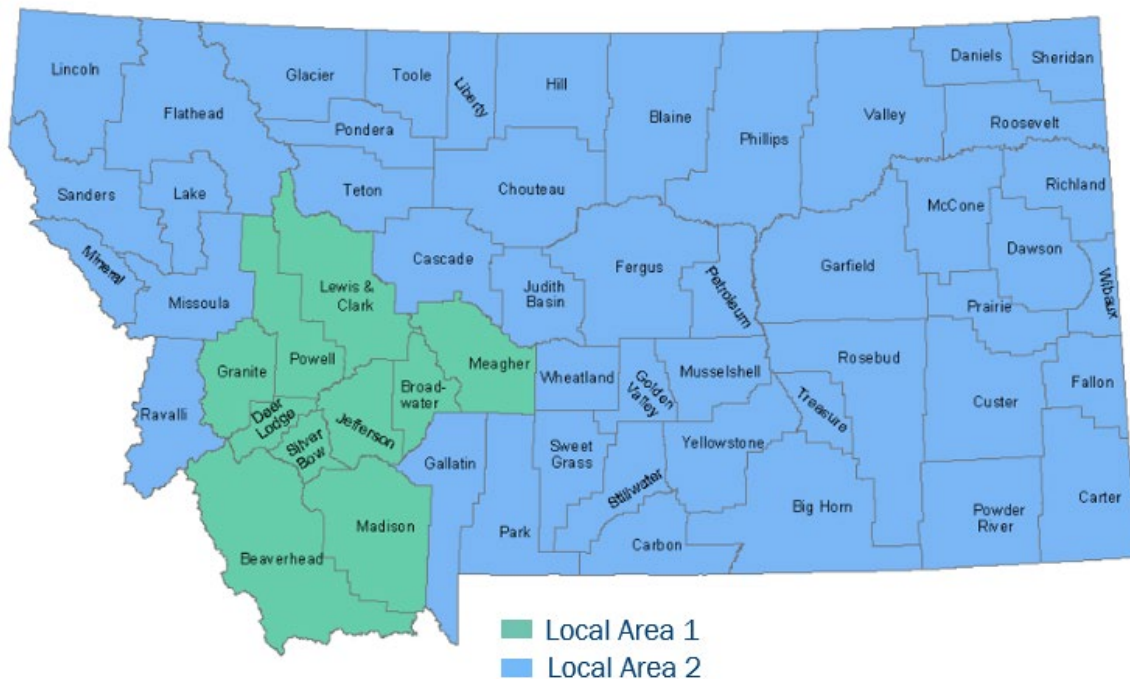 Lincoln
Flathead
Glacier
Toole
Liberty
Hill
Blaine
Phillips
Valley
Daniels
Sheridan
Roosevelt
Pondera
Sanders
Lake
Teton
Chouteau
McCone
Richland
Mineral
Missoula
Cascade
Judith
Basin
Fergus
Petroleum
Garfield
Dawson
Prairie
Wibaux
Lewis &
Clark
Granite
Powell
Meagher
Broad-
water
Wheatland
Golden
Valley
Musselshell
Rosebud
Treasure
Custer
Fallon
Ravalli
Deer
Lodge
Silver
Bow
Jefferson
Gallatin
Sweet
Grass
Stillwater
Yellowstone
Big Horn
Powder
River
Carter
Beaverhead
Madison
Park
Carbon
Local Area 1
Local Area 2